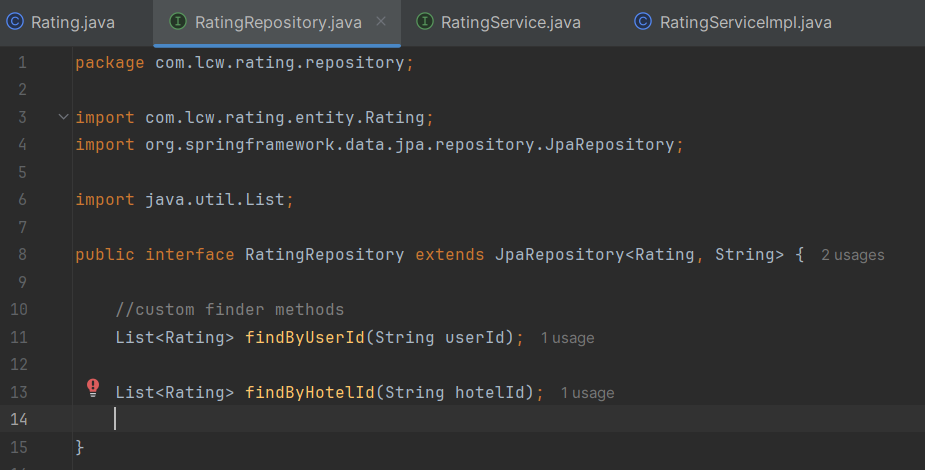 Rating.java RatingRepository.java RatingService.java RatingServiceImpl.java
1 package com.lcw.rating.repository;
2
3 import com.lcw.rating.entity.Rating;
4 import org.springframework.data.jpa.repository.JpaRepository;
5
6 import java.util.List;
7
8 public interface RatingRepository extends JpaRepository<Rating, String> { 2 usages
9
10 //custom finder methods
11 List<Rating> findByUserId(String userId); 1 usage
12
13 List<Rating> findByHotelId(String hotelId); 1 usage
14
15 }